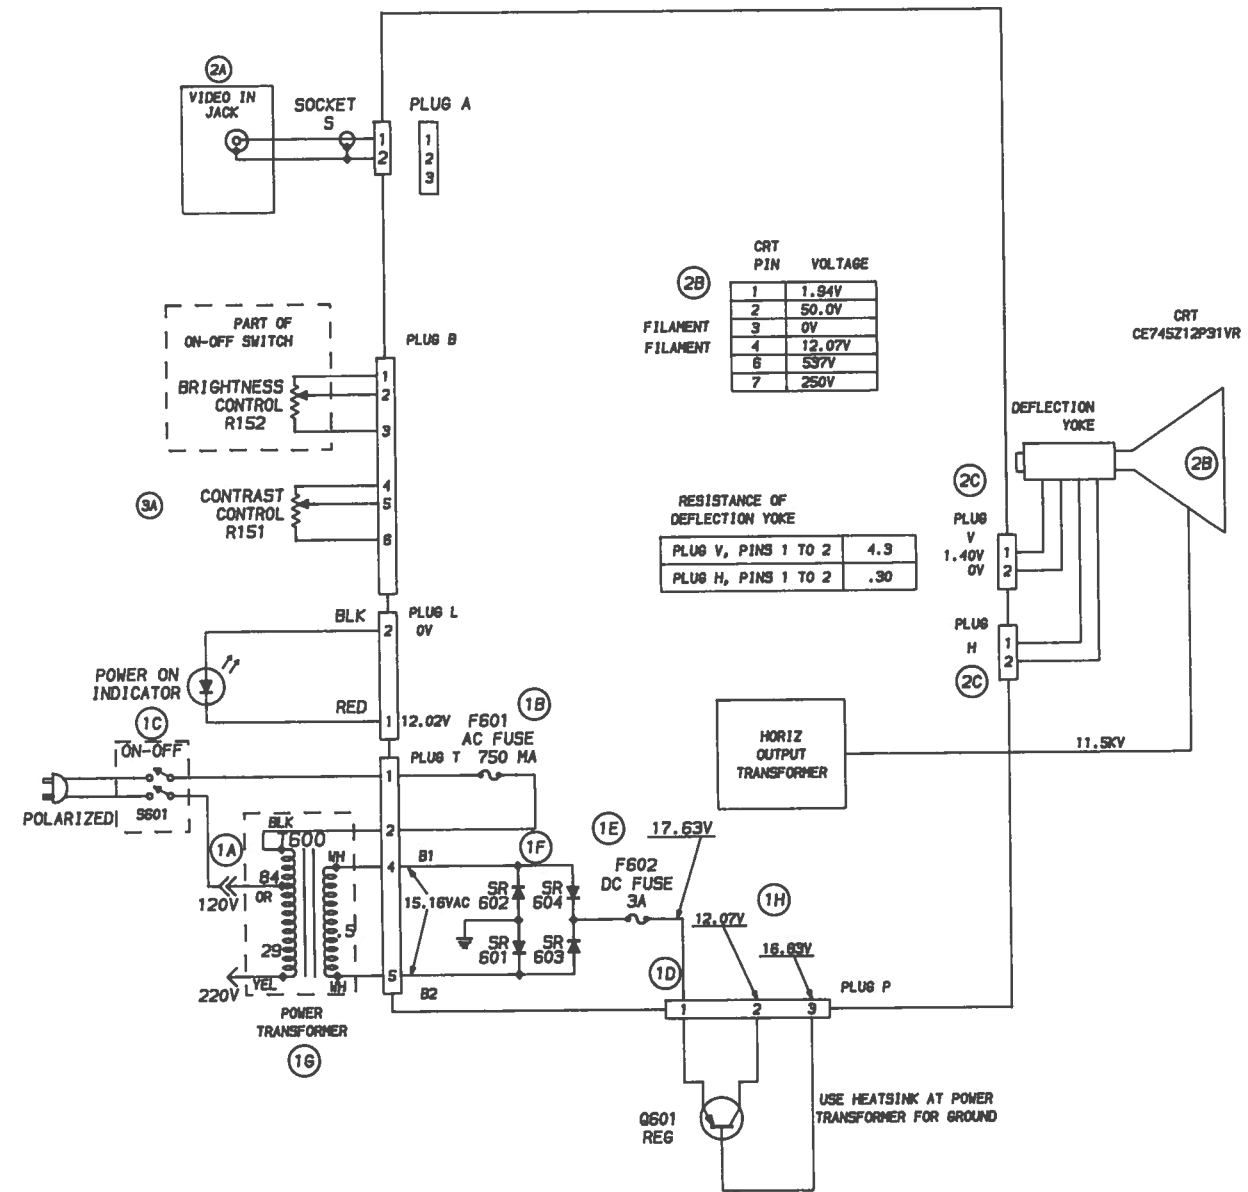 2A
VIDEO IN
JACK
SOCKET
S
PLUG A
1
2
1
2
3
CRT
PIN VOLTAGE
2B
1 1.94V
2 50.0V
FILAMENT 3 0V
FILAMENT 4 12.07V
6 537V
7 250V
CRT
CE745Z12P31VR
PART OF
ON-OFF SWITCH
PLUG B
BRIGHTNESS
CONTROL
R152
1
2
3
3A
CONTRAST
CONTROL
R151
4
5
6
DEFLECTION
YOKE
2B
2C
PLUG
V
1.40V
0V
1
2
RESISTANCE OF
DEFLECTION YOKE
PLUG V, PINS 1 TO 2 4.3
PLUG H, PINS 1 TO 2 .30
PLUG
H
1
2
2C
BLK
2
PLUG L
0V
POWER ON
INDICATOR
RED
1
12.02V
1B
F601
AC FUSE
750 MA
1C
ON-OFF
S601
POLARIZED
PLUG T
1
2
4
5
HORIZ
OUTPUT
TRANSFORMER
11.5KV
1A
BLK
T600
WH
84
OR
120V
.5
29
YEL
WH
220V
POWER
TRANSFORMER
1G
B1
15.16VAC
B2
1F
SR
602
SR
604
SR
601
SR
603
1E
17.63V
F602
DC FUSE
3A
1H
12.07V
16.63V
1D
PLUG P
1 2 3
Q601
REG
USE HEATSINK AT POWER
TRANSFORMER FOR GROUND